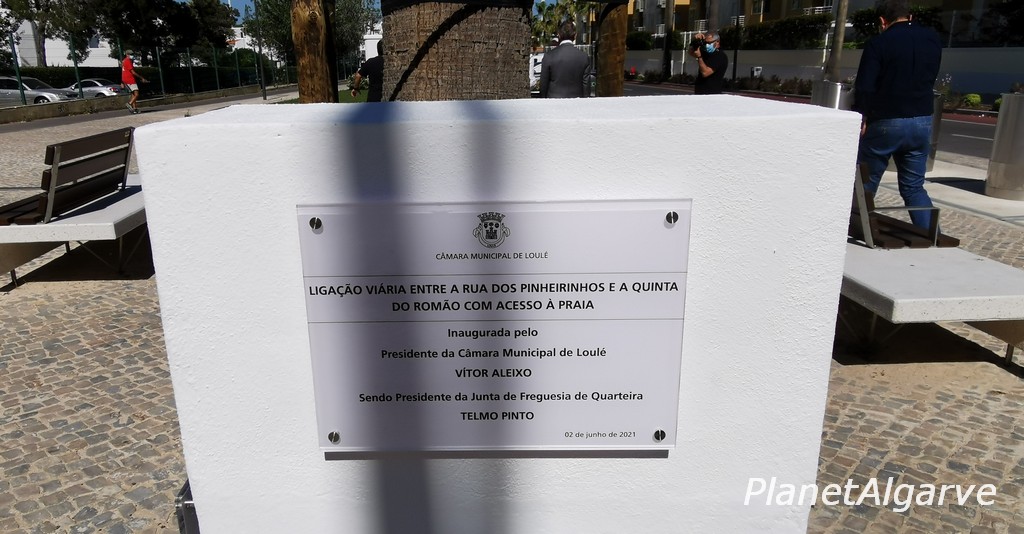 CÂMARA MUNICIPAL DE LOULÉ
LIGAÇÃO VIÁRIA ENTRE A RUA DOS PINHEIRINHOS E A QUINTA
DO ROMÃO COM ACESSO À PRAIA
Inaugurada pelo
Presidente da Câmara Municipal de Loulé
VÍTOR ALEIXO
Sendo Presidente da Junta de Freguesia de Quarteira
TELMO PINTO
02 de junho de 2021
PlanetAlgarve